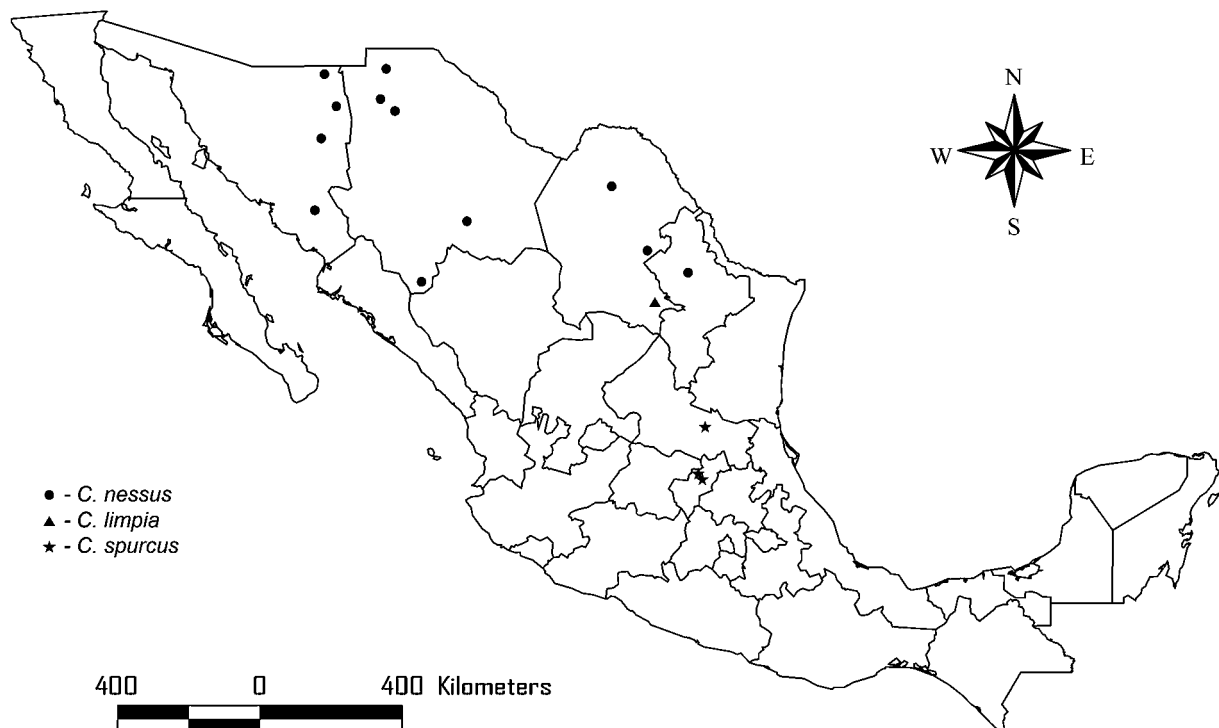 N
W E
S
● - C. nessus
▲ - C. limpia
★ - C. spurcus
400 0 400 Kilometers